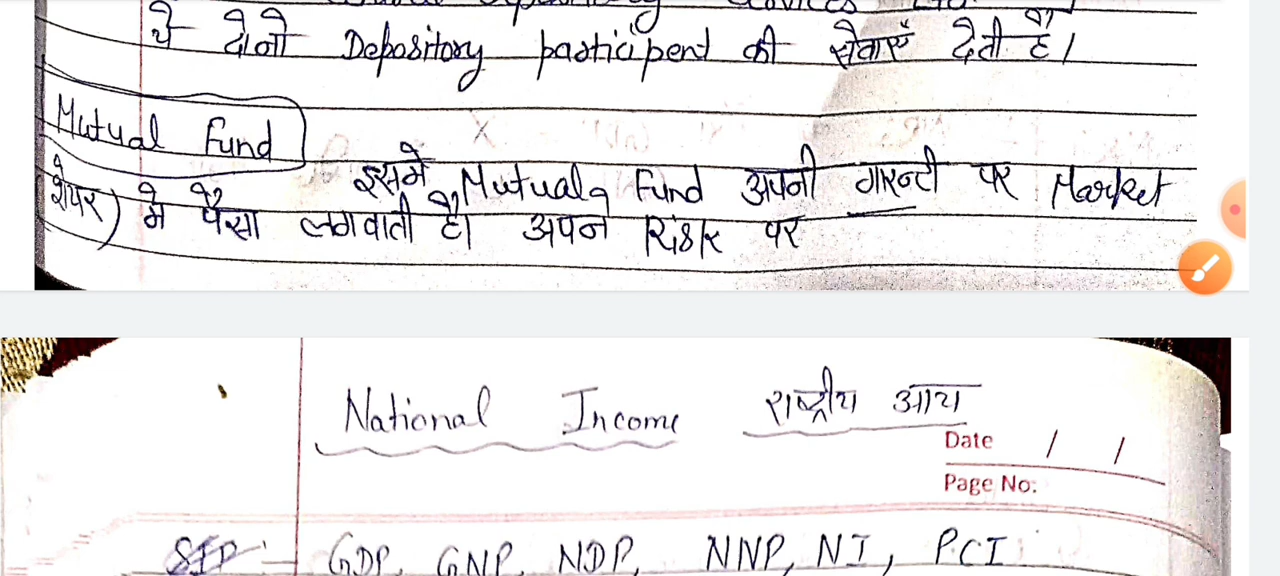 ये दोनो Depository participent की सेवाएँ देती है।
Mutual Fund
इसमे Mutual Fund अपनी गारन्टी पर Market
शेयर) मे पैसा लगवाती है। अपने Risk पर
National Income राष्ट्रीय आय
Date / /
Page No:
GDP, GNP, NDP, NNP, NI, PCI